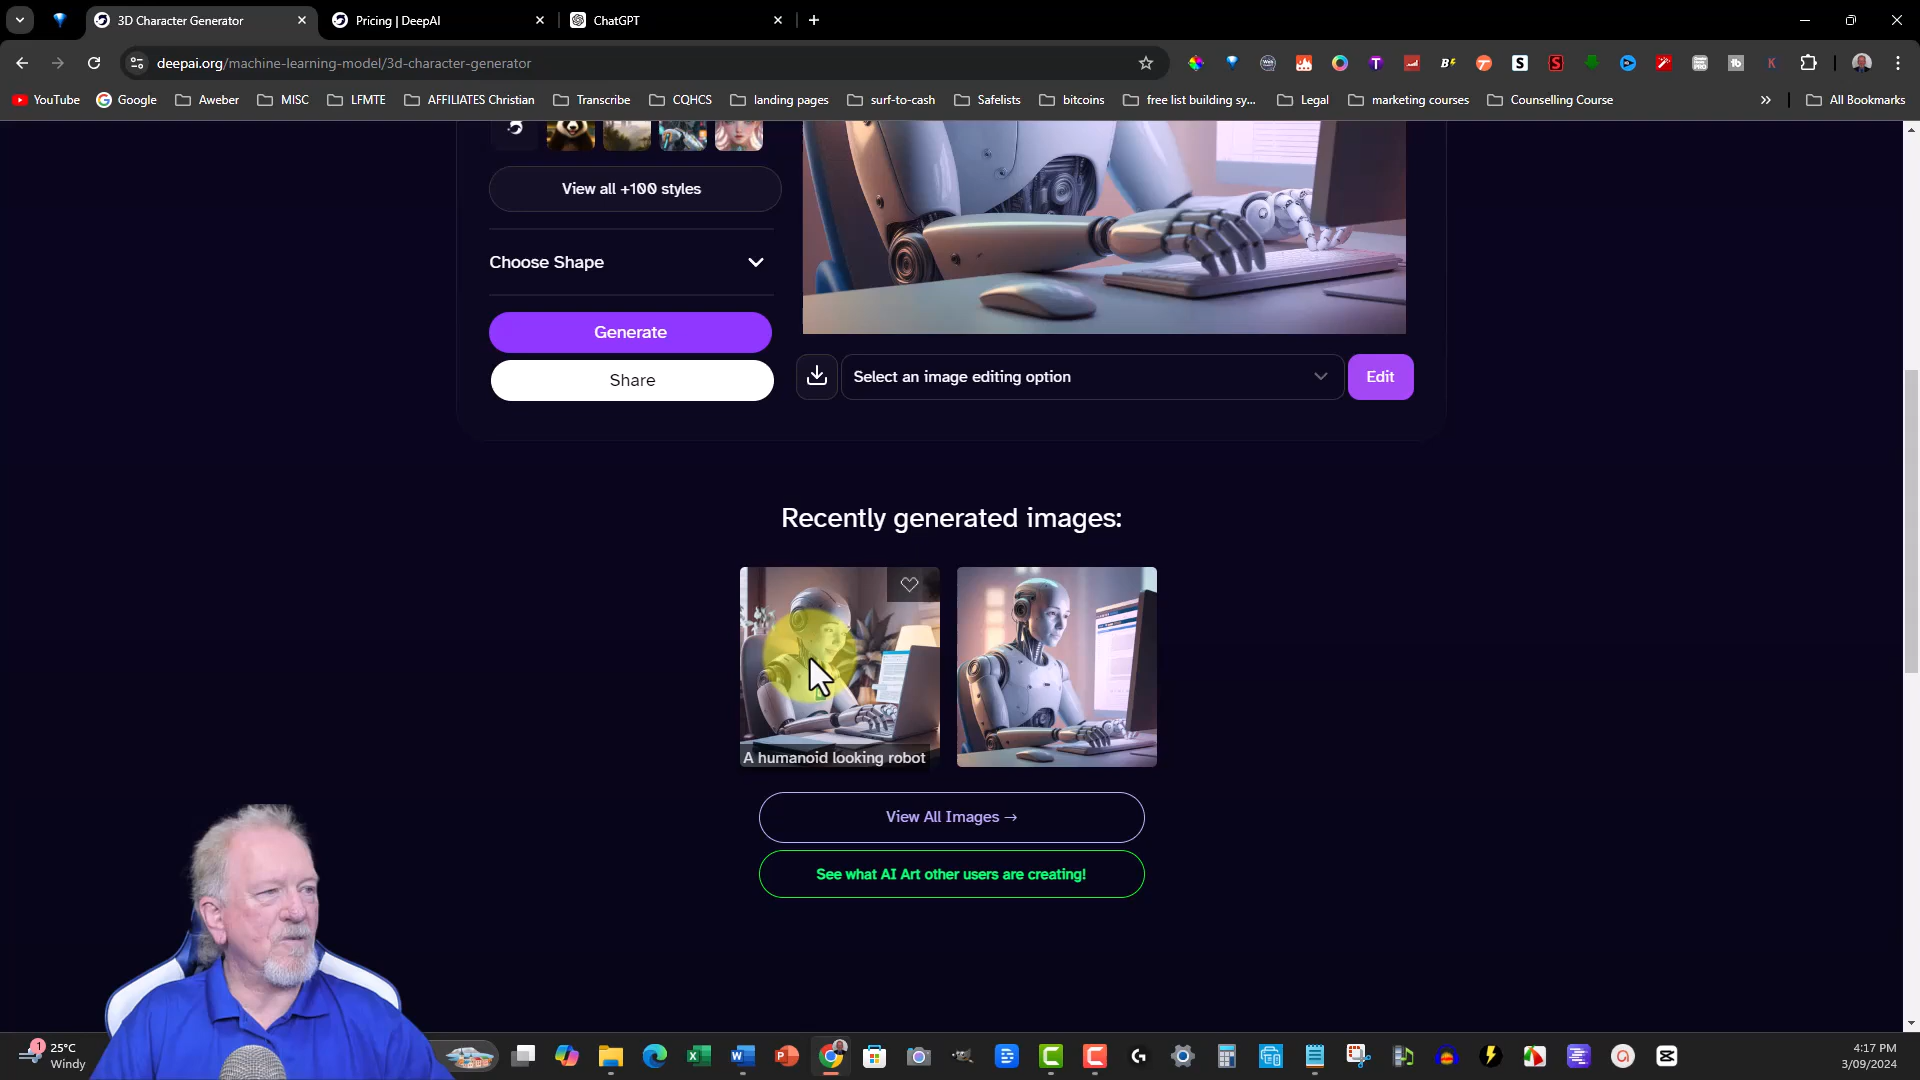 3D Character Generator
Pricing | DeepAI
ChatGPT
deepai.org/machine-learning-model/3d-character-generator
YouTube
Google
Aweber
MISC
LFMTE
AFFILIATES Christian
Transcribe
CQHCS
landing pages
surf-to-cash
Safelists
bitcoins
free list building sy...
Legal
marketing courses
Counselling Course
All Bookmarks
View all +100 styles
Choose Shape
Generate
Share
Select an image editing option
Edit
Recently generated images:
A humanoid looking robot
View All Images →
See what AI Art other users are creating!
1
25°C
Windy
4:17 PM
3/09/2024